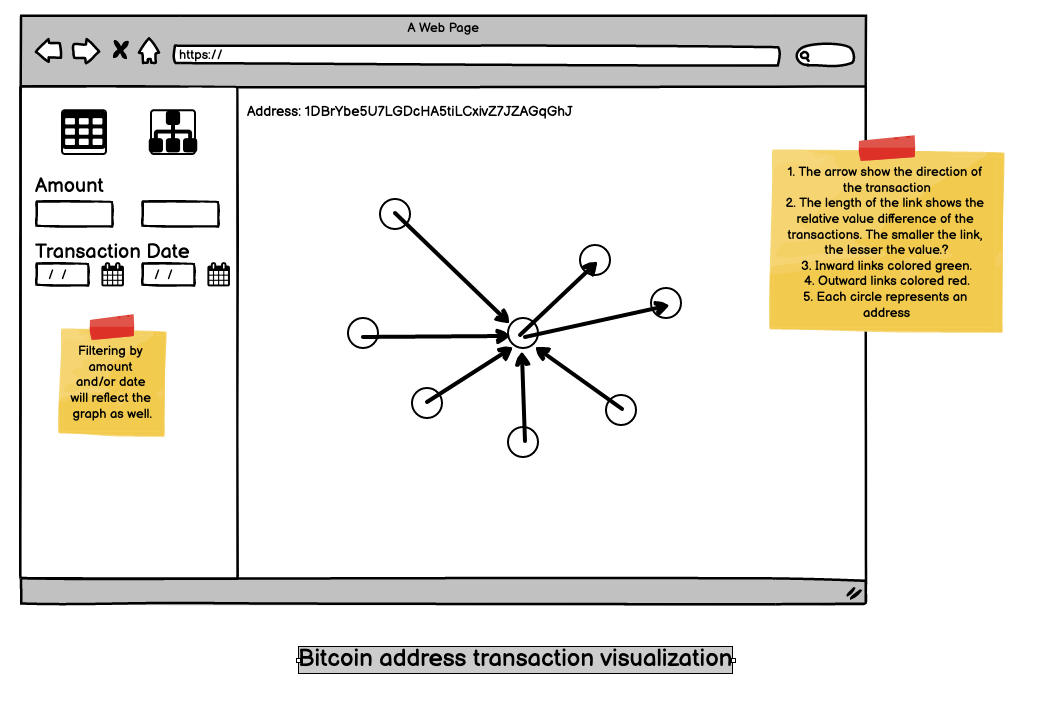 A Web Page
https://
Address: 1DBrYbe5U7LGDcHA5tiLCxivZ7JZAGqGhJ
Amount
Transaction Date
/ /
/ /
Filtering by
amount
and/or date
will reflect the
graph as well.
1. The arrow show the direction of
the transaction
2. The length of the link shows the
relative value difference of the
transactions. The smaller the link,
the lesser the value.?
3. Inward links colored green.
4. Outward links colored red.
5. Each circle represents an
address
Bitcoin address transaction visualization